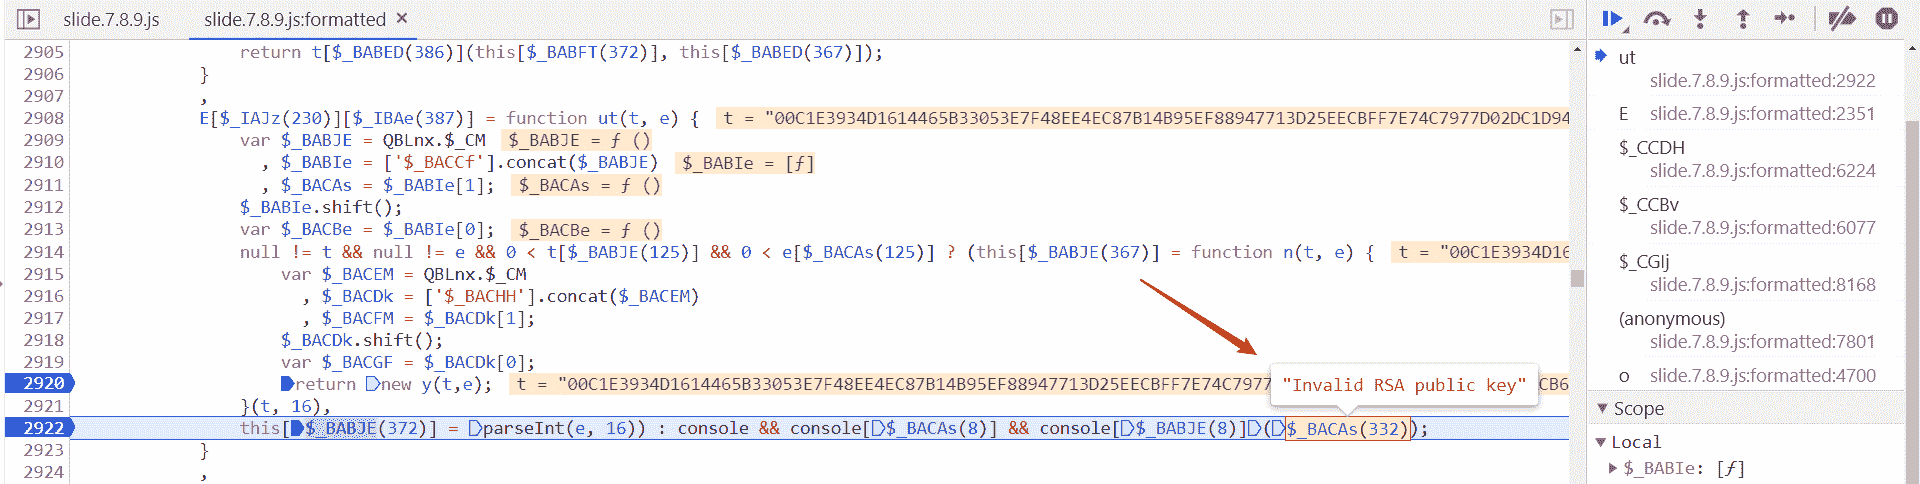 slide.7.8.9.js slide.7.8.9.js:formatted ×
2905 return t[$_BABED(386)](this[$_BABFT(372)], this[$_BABED(367)]);
2906 }
2907 ,
2908 E[$_IAJz(230)][$_IBAe(387)] = function ut(t, e) { t = "00C1E3934D1614465B33053E7F48EE4EC87B14B95EF88947713D25EECBFF7E74C7977D02DC1D94
2909 var $_BABJE = QBLnx.$_CM $_BABJE = ƒ ()
2910 , $_BABIe = ['$_BACCf'].concat($_BABJE) $_BABIe = [ƒ]
2911 , $_BACAs = $_BABIe[1]; $_BACAs = ƒ ()
2912 $_BABIe.shift();
2913 var $_BACBe = $_BABIe[0]; $_BACBe = ƒ ()
2914 null != t && null != e && 0 < t[$_BABJE(125)] && 0 < e[$_BACAs(125)] ? (this[$_BABJE(367)] = function n(t, e) { t = "00C1E3934D16
2915 var $_BACEM = QBLnx.$_CM
2916 , $_BACDk = ['$_BACHH'].concat($_BACEM)
2917 , $_BACFM = $_BACDk[1];
2918 $_BACDk.shift();
2919 var $_BACGF = $_BACDk[0];
2920 return new y(t,e); t = "00C1E3934D1614465B33053E7F48EE4EC87B14B95EF88947713D25EECBFF7E74C7977 CB6
"Invalid RSA public key"
2921 }(t, 16),
2922 this[$_BABJE(372)] = parseInt(e, 16)) : console && console[$_BACAs(8)] && console[$_BABJE(8)]($_BACAs(332));
2923 }
2924 ,
ut
slide.7.8.9.js:formatted:2922
E slide.7.8.9.js:formatted:2351
$_CCDH
slide.7.8.9.js:formatted:6224
$_CCBv
slide.7.8.9.js:formatted:6077
$_CGIj
slide.7.8.9.js:formatted:8168
(anonymous)
slide.7.8.9.js:formatted:7801
o slide.7.8.9.js:formatted:4700
Scope
Local
$_BABIe: [ƒ]